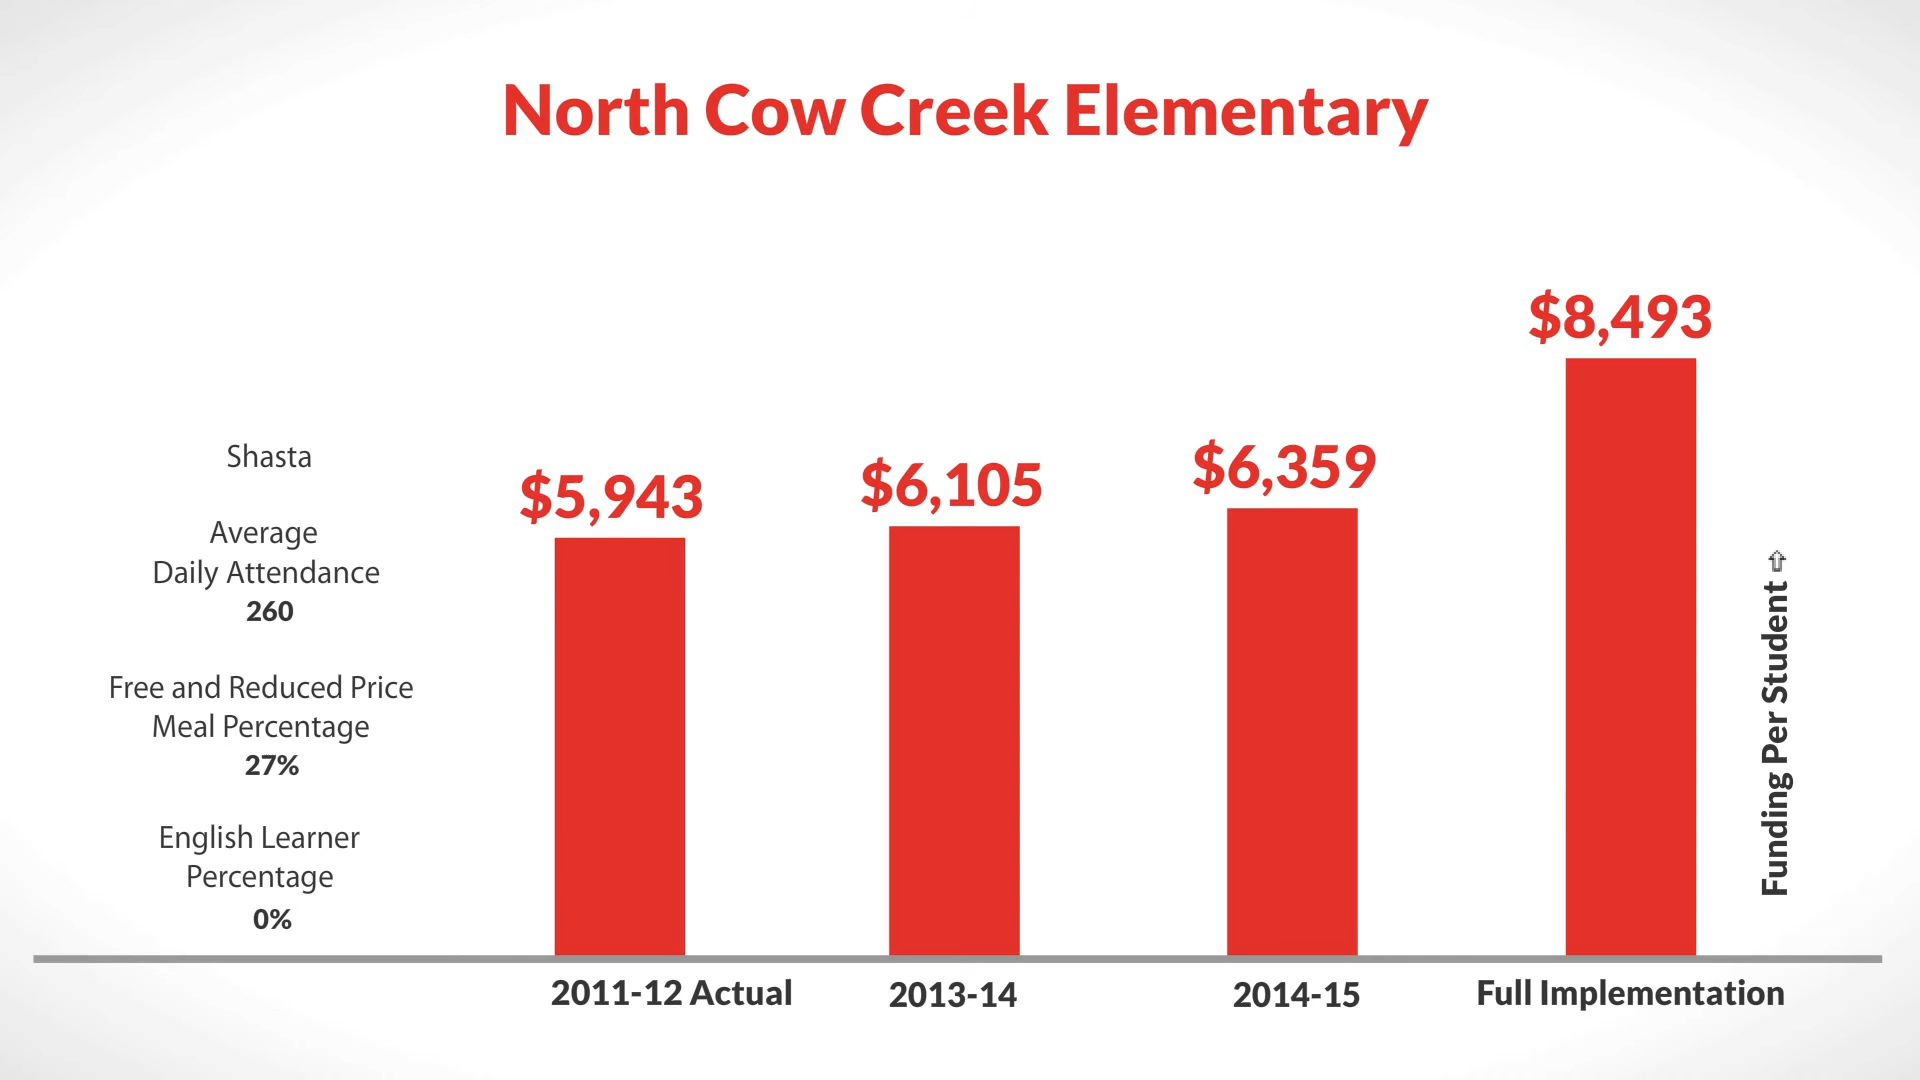 North Cow Creek Elementary
Shasta
Average
Daily Attendance
260
Free and Reduced Price
Meal Percentage
27%
English Learner
Percentage
0%
$5,943
$6,105
$6,359
$8,493
Funding Per Student ⇧
2011-12 Actual
2013-14
2014-15
Full Implementation